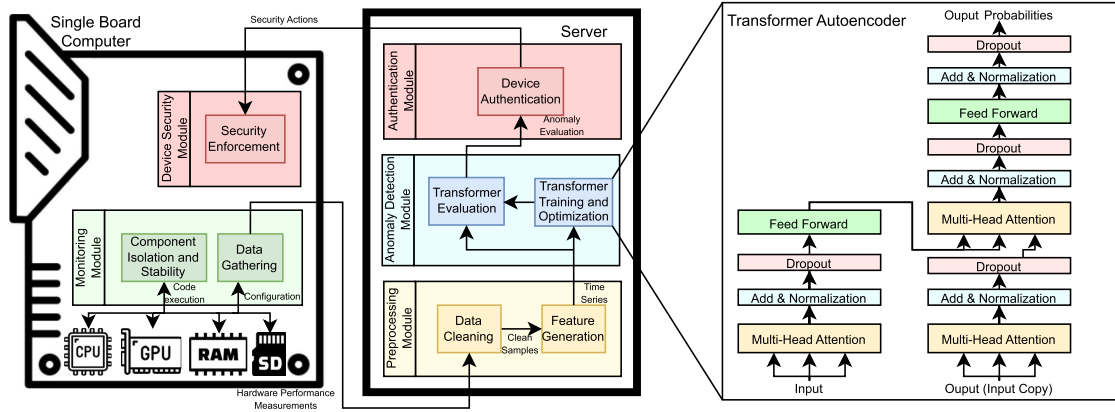 Single Board
Computer
Security Actions
Device Security
Module
Security
Enforcement
Monitoring
Module
Component
Isolation and
Stability
Data
Gathering
Code
execution
Configuration
CPU
GPU
RAM
SD
Hardware Performance
Measurements
Server
Authentication
Module
Device
Authentication
Anomaly
Evaluation
Anomaly Detection
Module
Transformer
Evaluation
Transformer
Training and
Optimization
Time
Series
Preprocessing
Module
Data
Cleaning
Clean
Samples
Feature
Generation
Transformer Autoencoder
Feed Forward
Dropout
Add & Normalization
Multi-Head Attention
Input
Ouput Probabilities
Dropout
Add & Normalization
Feed Forward
Dropout
Add & Normalization
Multi-Head Attention
Dropout
Add & Normalization
Multi-Head Attention
Ouput (Input Copy)